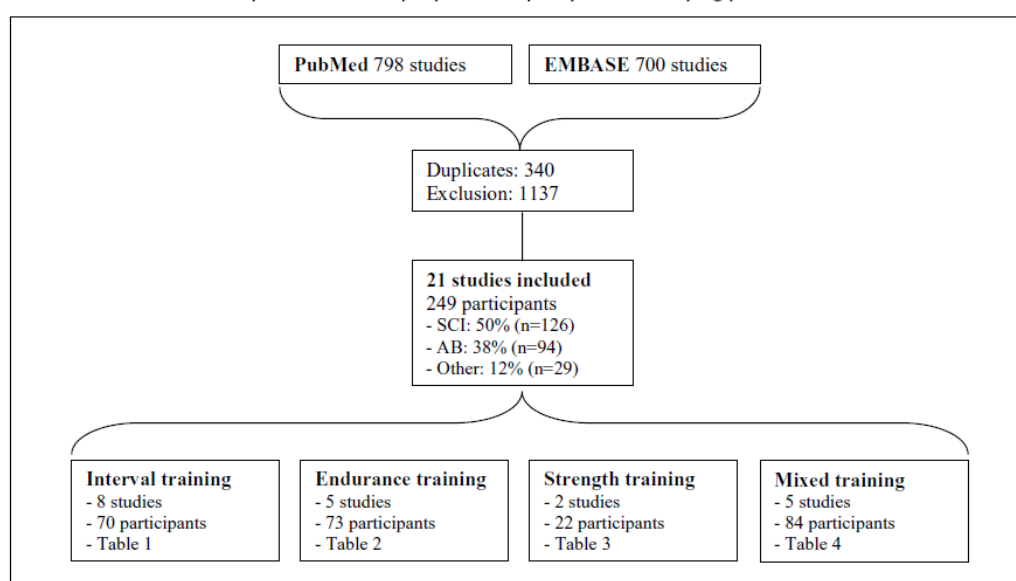 PubMed 798 studies
EMBASE 700 studies
Duplicates: 340
Exclusion: 1137
21 studies included
249 participants
- SCI: 50% (n=126)
- AB: 38% (n=94)
- Other: 12% (n=29)
Interval training
- 8 studies
- 70 participants
- Table 1
Endurance training
- 5 studies
- 73 participants
- Table 2
Strength training
- 2 studies
- 22 participants
- Table 3
Mixed training
- 5 studies
- 84 participants
- Table 4